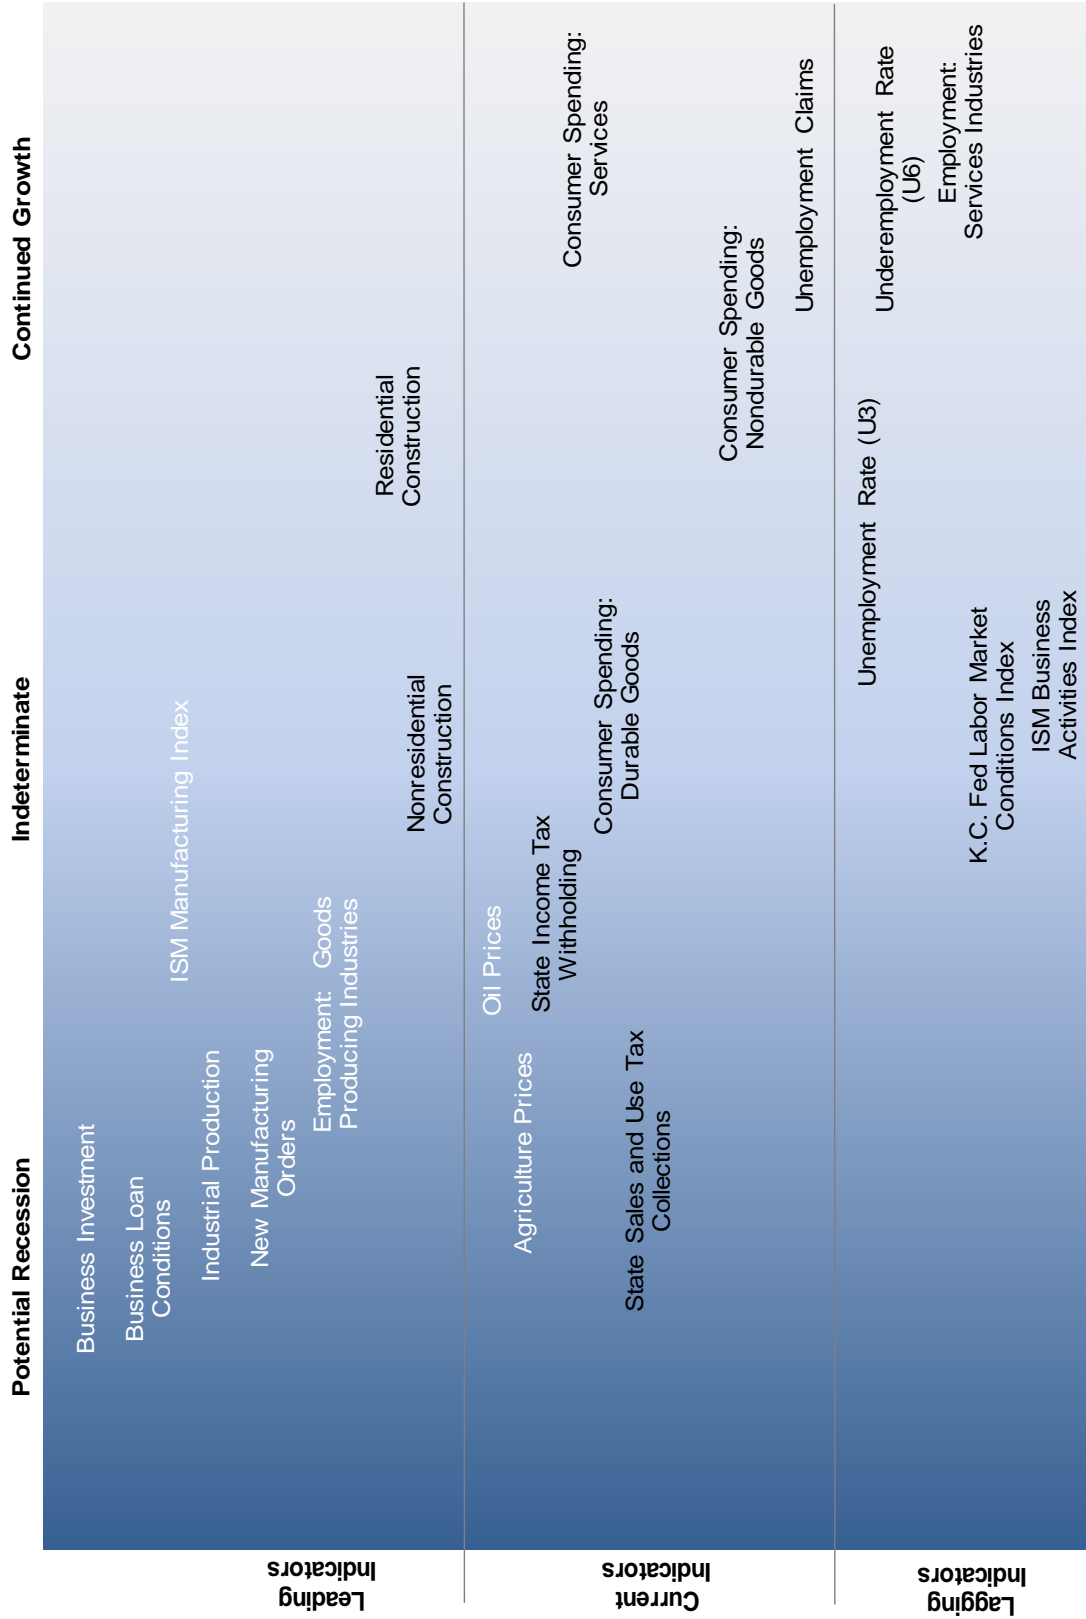 Potential Recession
Indeterminate
Continued Growth
Leading
Indicators
Business Investment
Business Loan
Conditions
ISM Manufacturing Index
Industrial Production
New Manufacturing
Orders
Employment: Goods
Producing Industries
Residential
Construction
Nonresidential
Construction
Current
Indicators
Oil Prices
Agriculture Prices
State Income Tax
Withholding
Consumer Spending:
Services
Consumer Spending:
Durable Goods
State Sales and Use Tax
Collections
Consumer Spending:
Nondurable Goods
Unemployment Claims
Lagging
Indicators
Unemployment Rate (U3)
Underemployment Rate
(U6)
Employment:
Services Industries
K.C. Fed Labor Market
Conditions Index
ISM Business
Activities Index